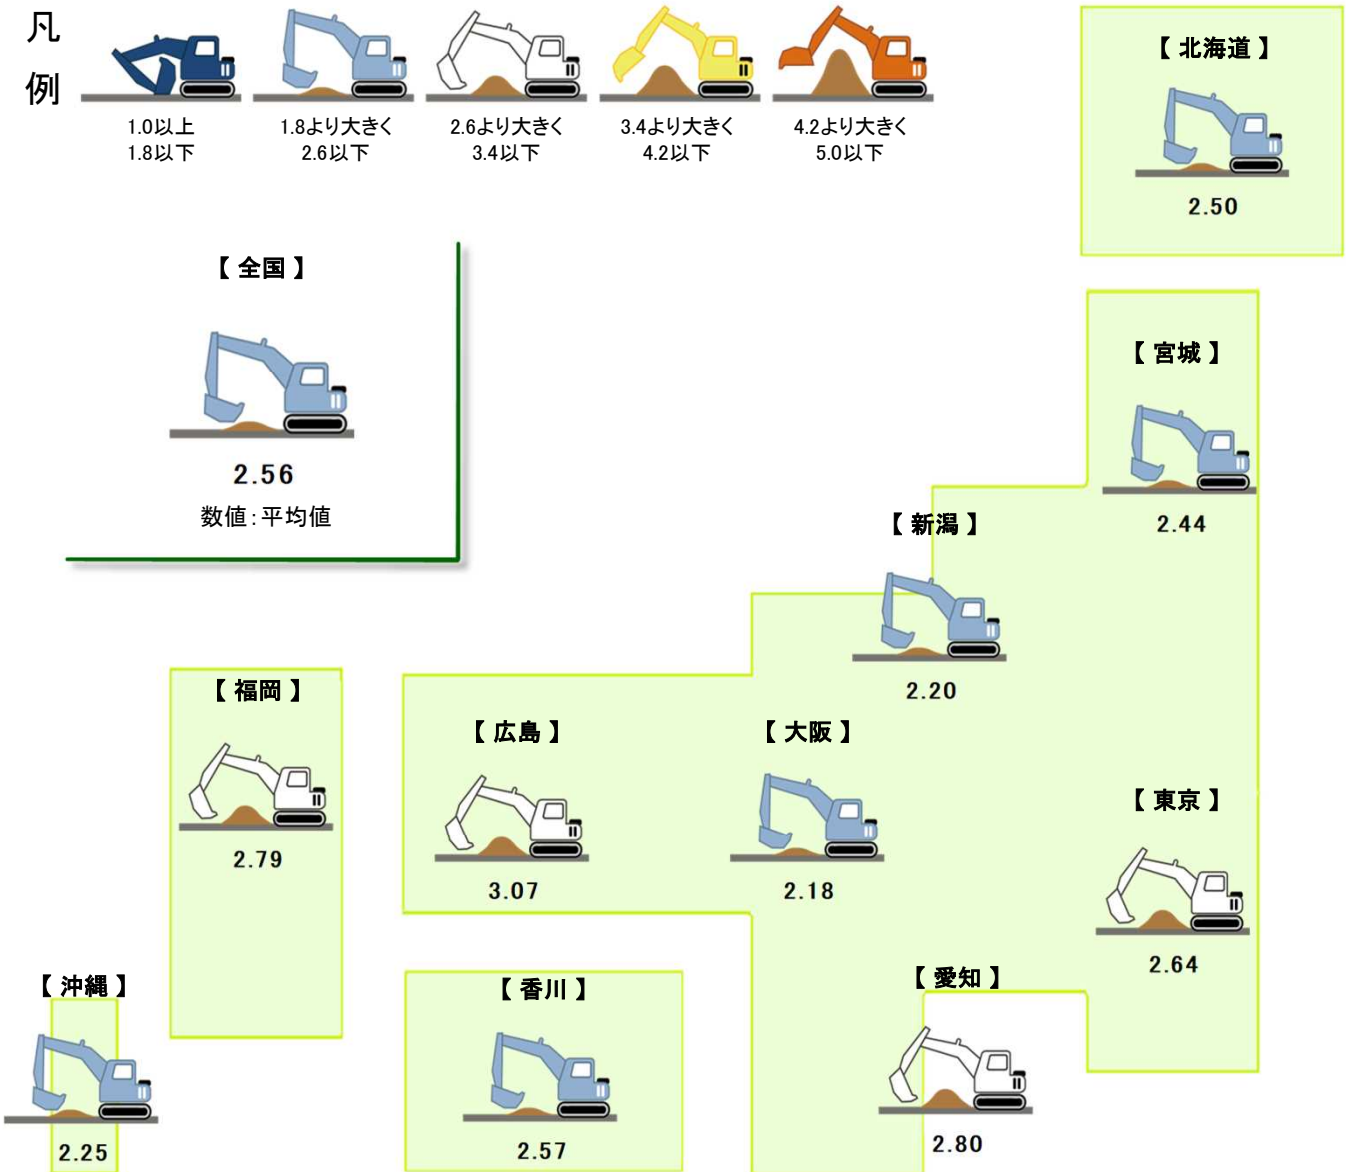 凡
例
1.0以上
1.8以下
1.8より大きく
2.6以下
2.6より大きく
3.4以下
3.4より大きく
4.2以下
4.2より大きく
5.0以下
【 北海道 】
2.50
【 全国 】
2.56
数値：平均値
【 宮城 】
2.44
【 新潟 】
2.20
【 福岡 】
2.79
【 広島 】
3.07
【 大阪 】
2.18
【 東京 】
2.64
【 沖縄 】
2.25
【 香川 】
2.57
【 愛知 】
2.80